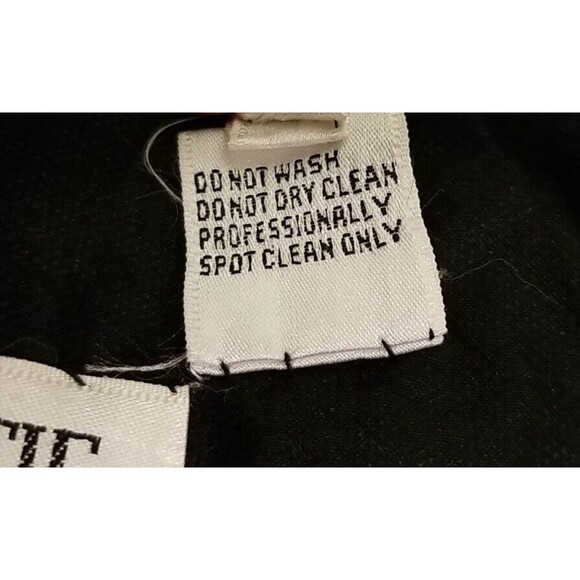 DO NOT WASH
DO NOT DRY CLEAN
PROFESSIONALLY
SPOT CLEAN ONLY